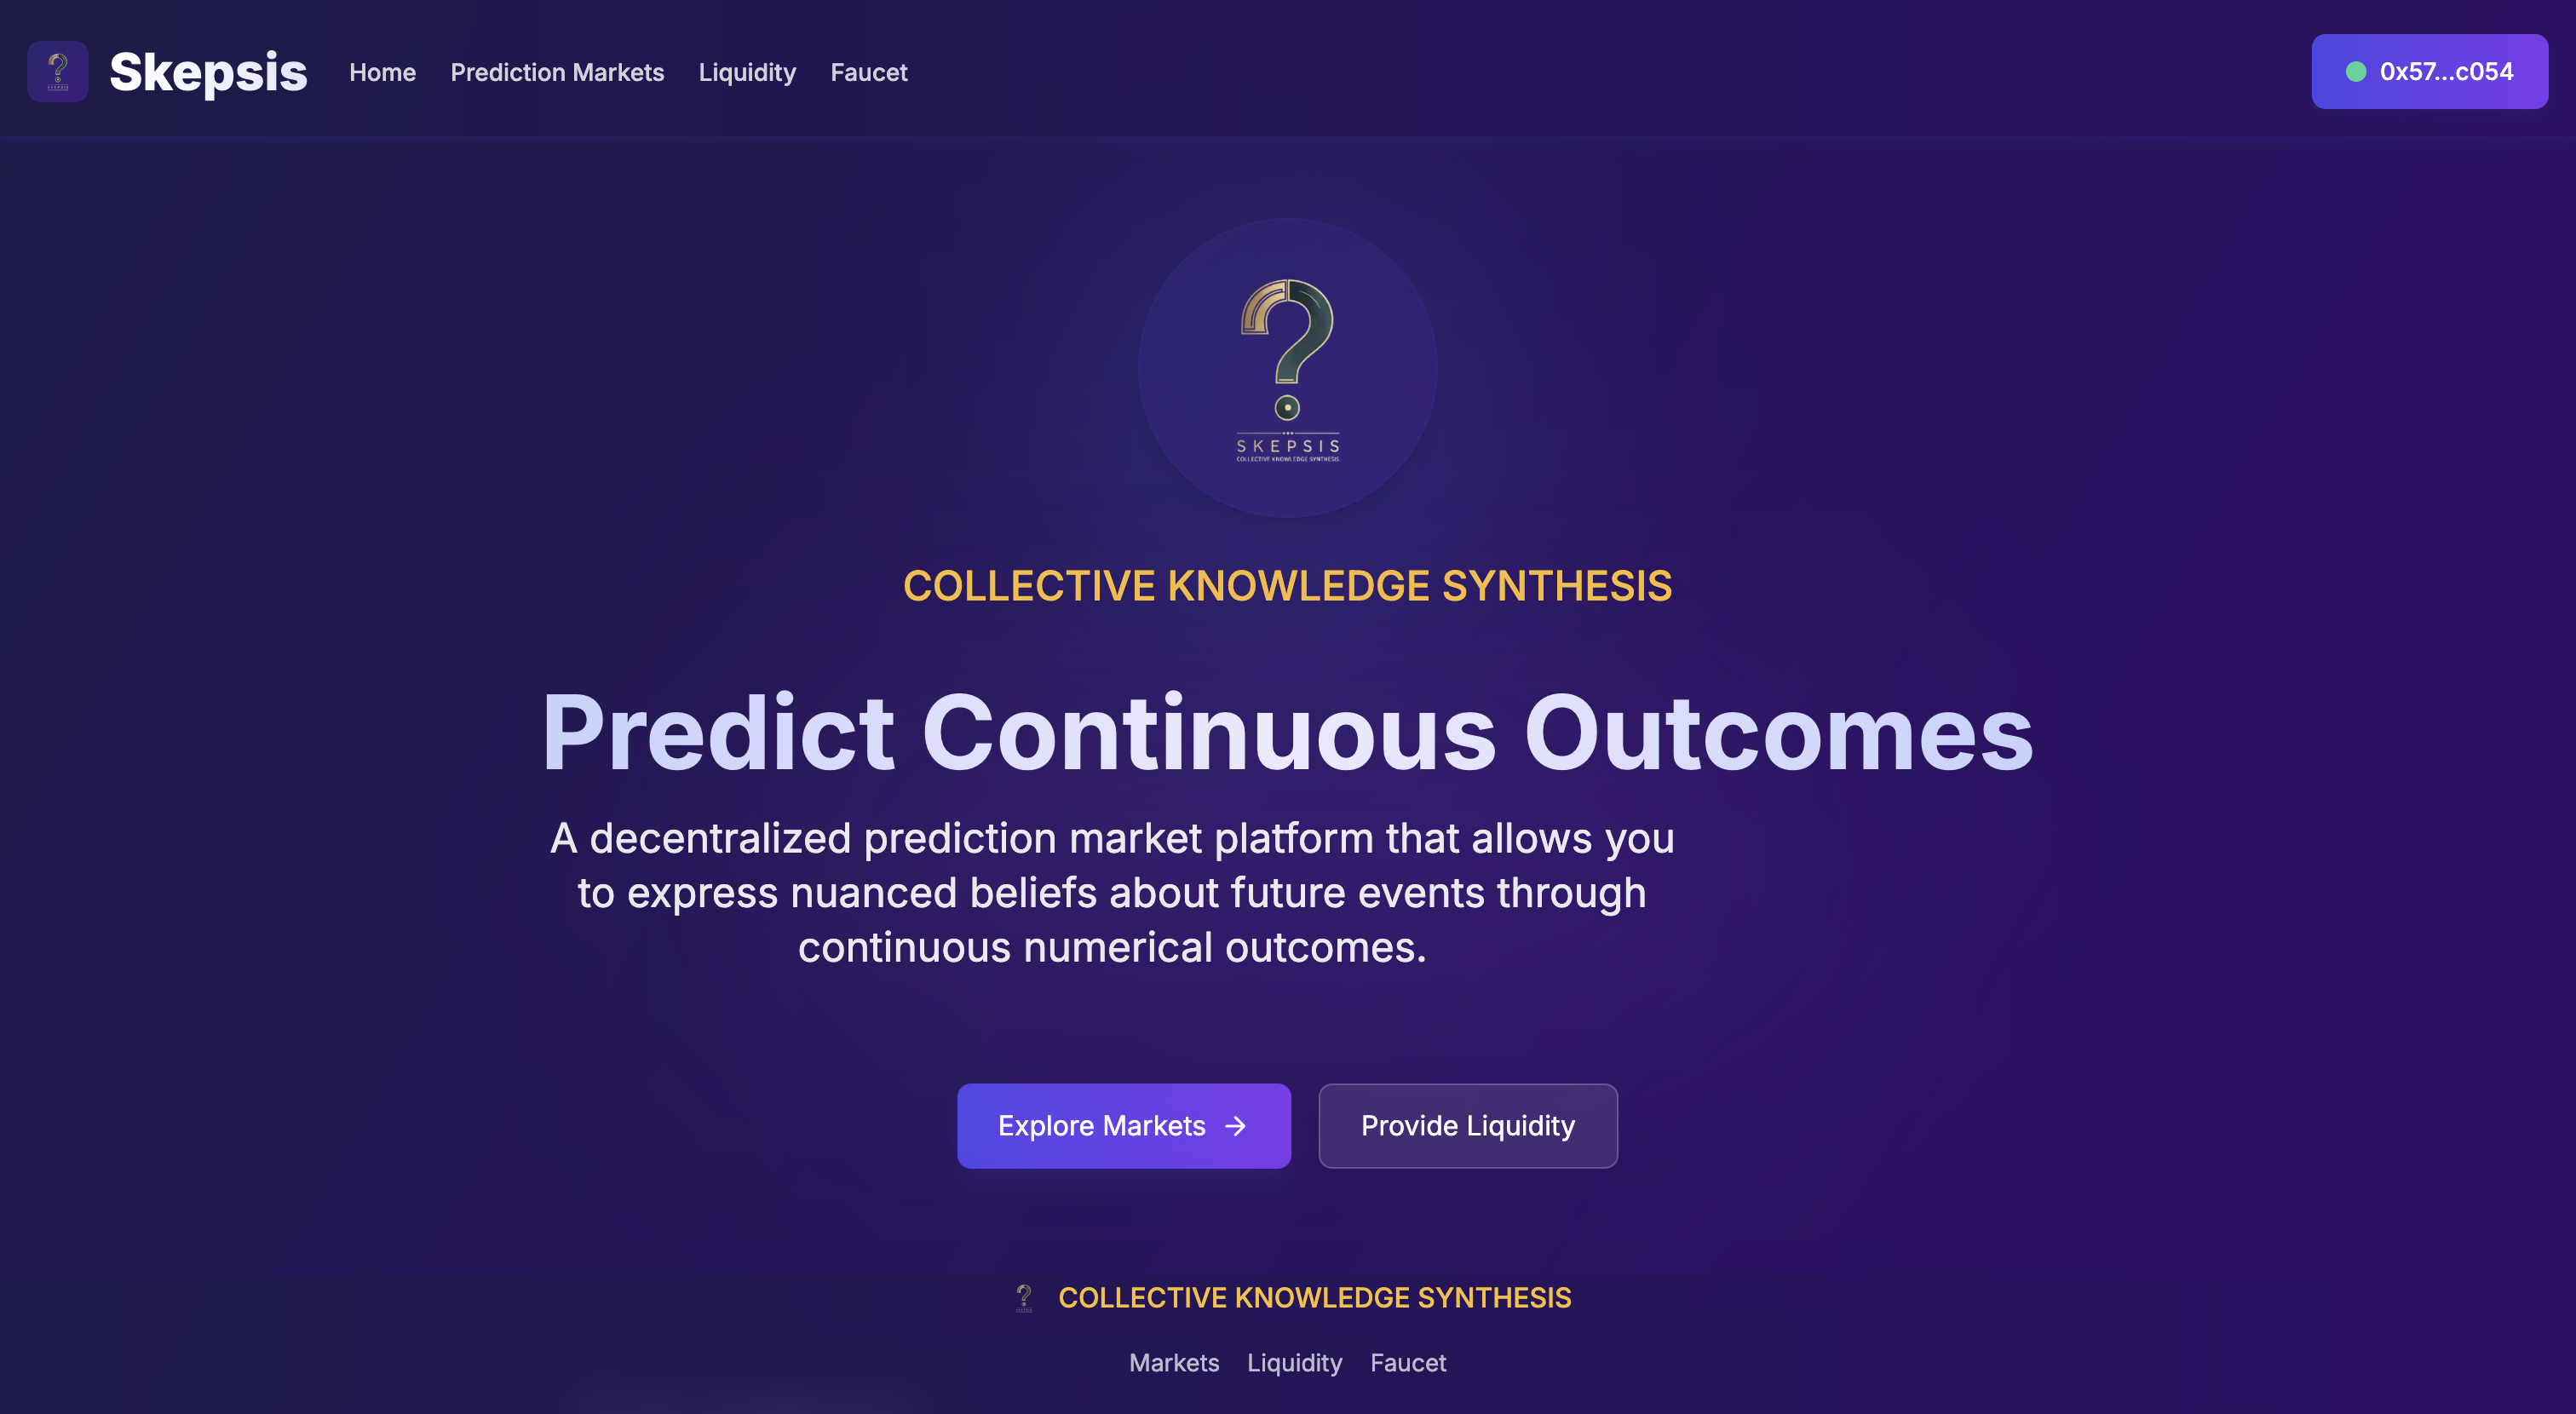 Skepsis
Home Prediction Markets Liquidity Faucet
0x57...c054
SKEPSIS
COLLECTIVE KNOWLEDGE SYNTHESIS
COLLECTIVE KNOWLEDGE SYNTHESIS
Predict Continuous Outcomes
A decentralized prediction market platform that allows you
to express nuanced beliefs about future events through
continuous numerical outcomes.
Explore Markets →
Provide Liquidity
COLLECTIVE KNOWLEDGE SYNTHESIS
Markets Liquidity Faucet